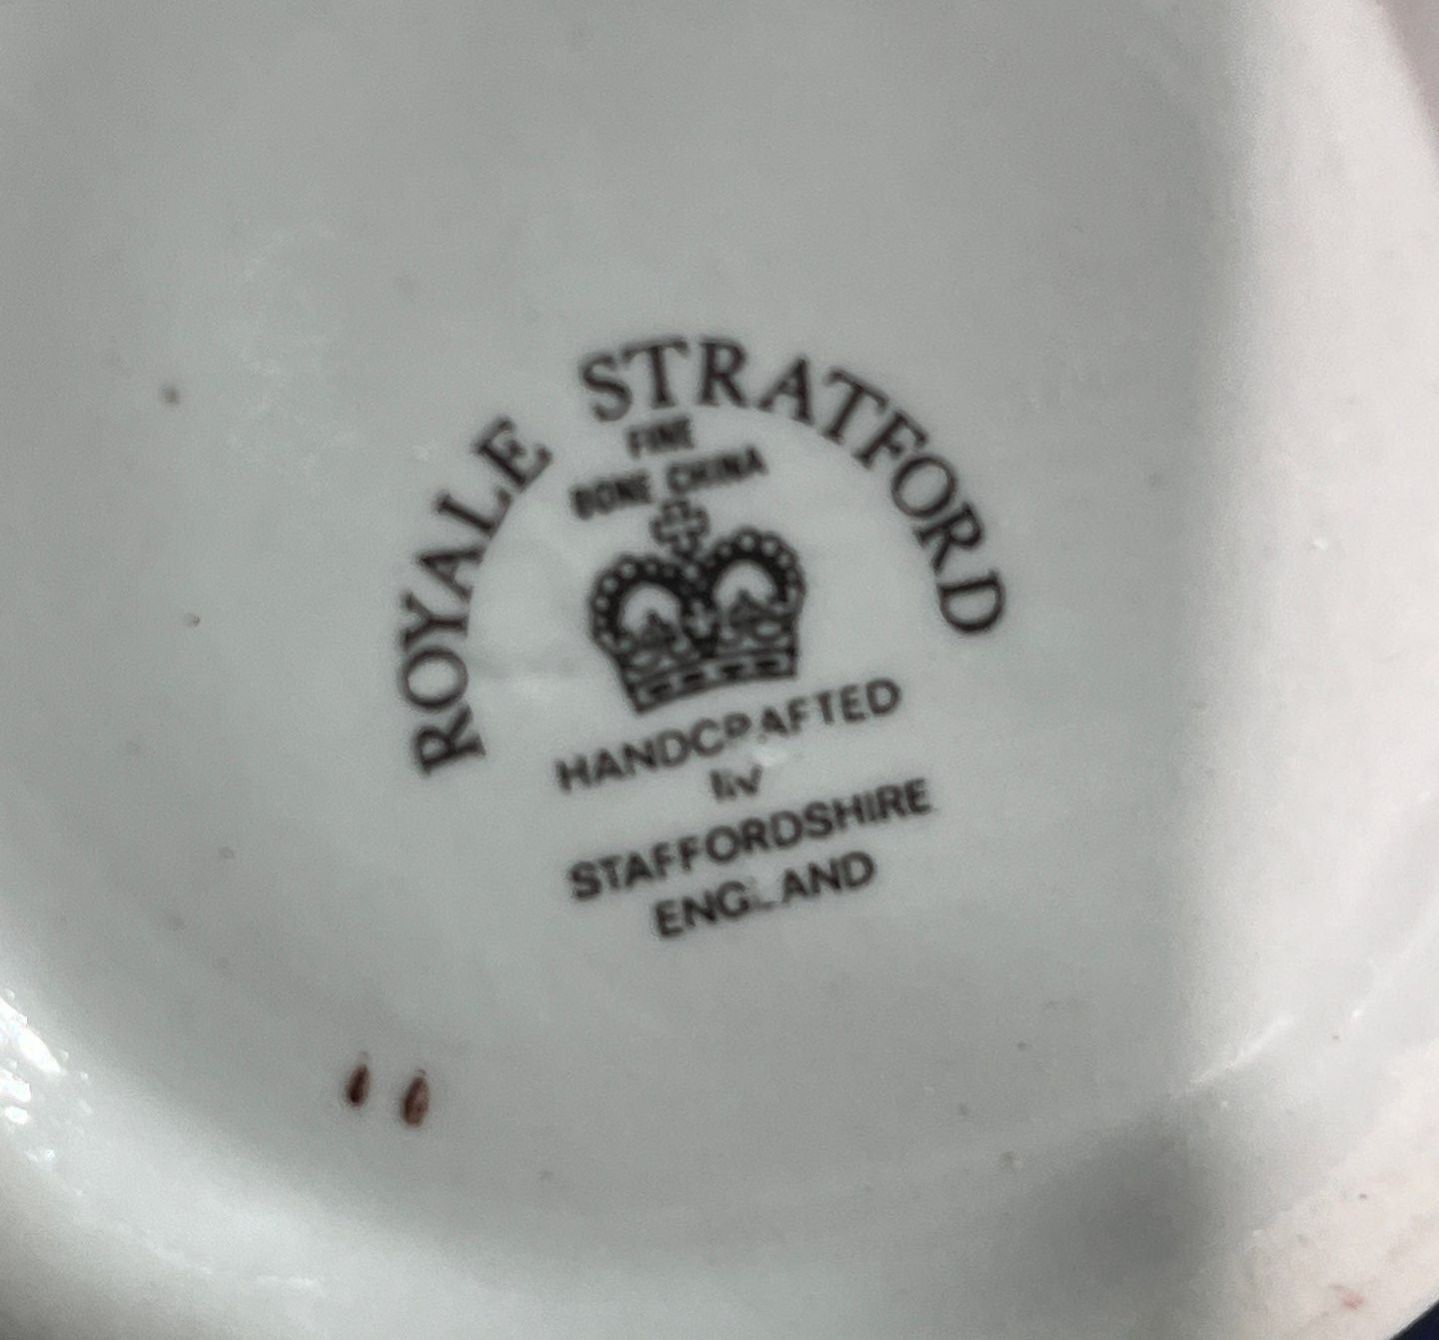 ROYALE STRATFORD
FINE
BONE CHINA
HANDCRAFTED
IN
STAFFORDSHIRE
ENGLAND